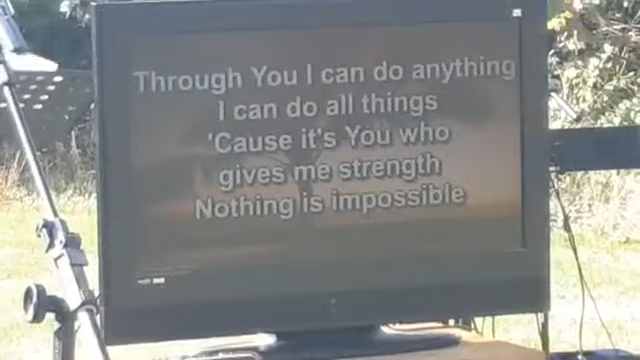 Through You I can do anything
I can do all things
'Cause it's You who
gives me strength
Nothing is impossible